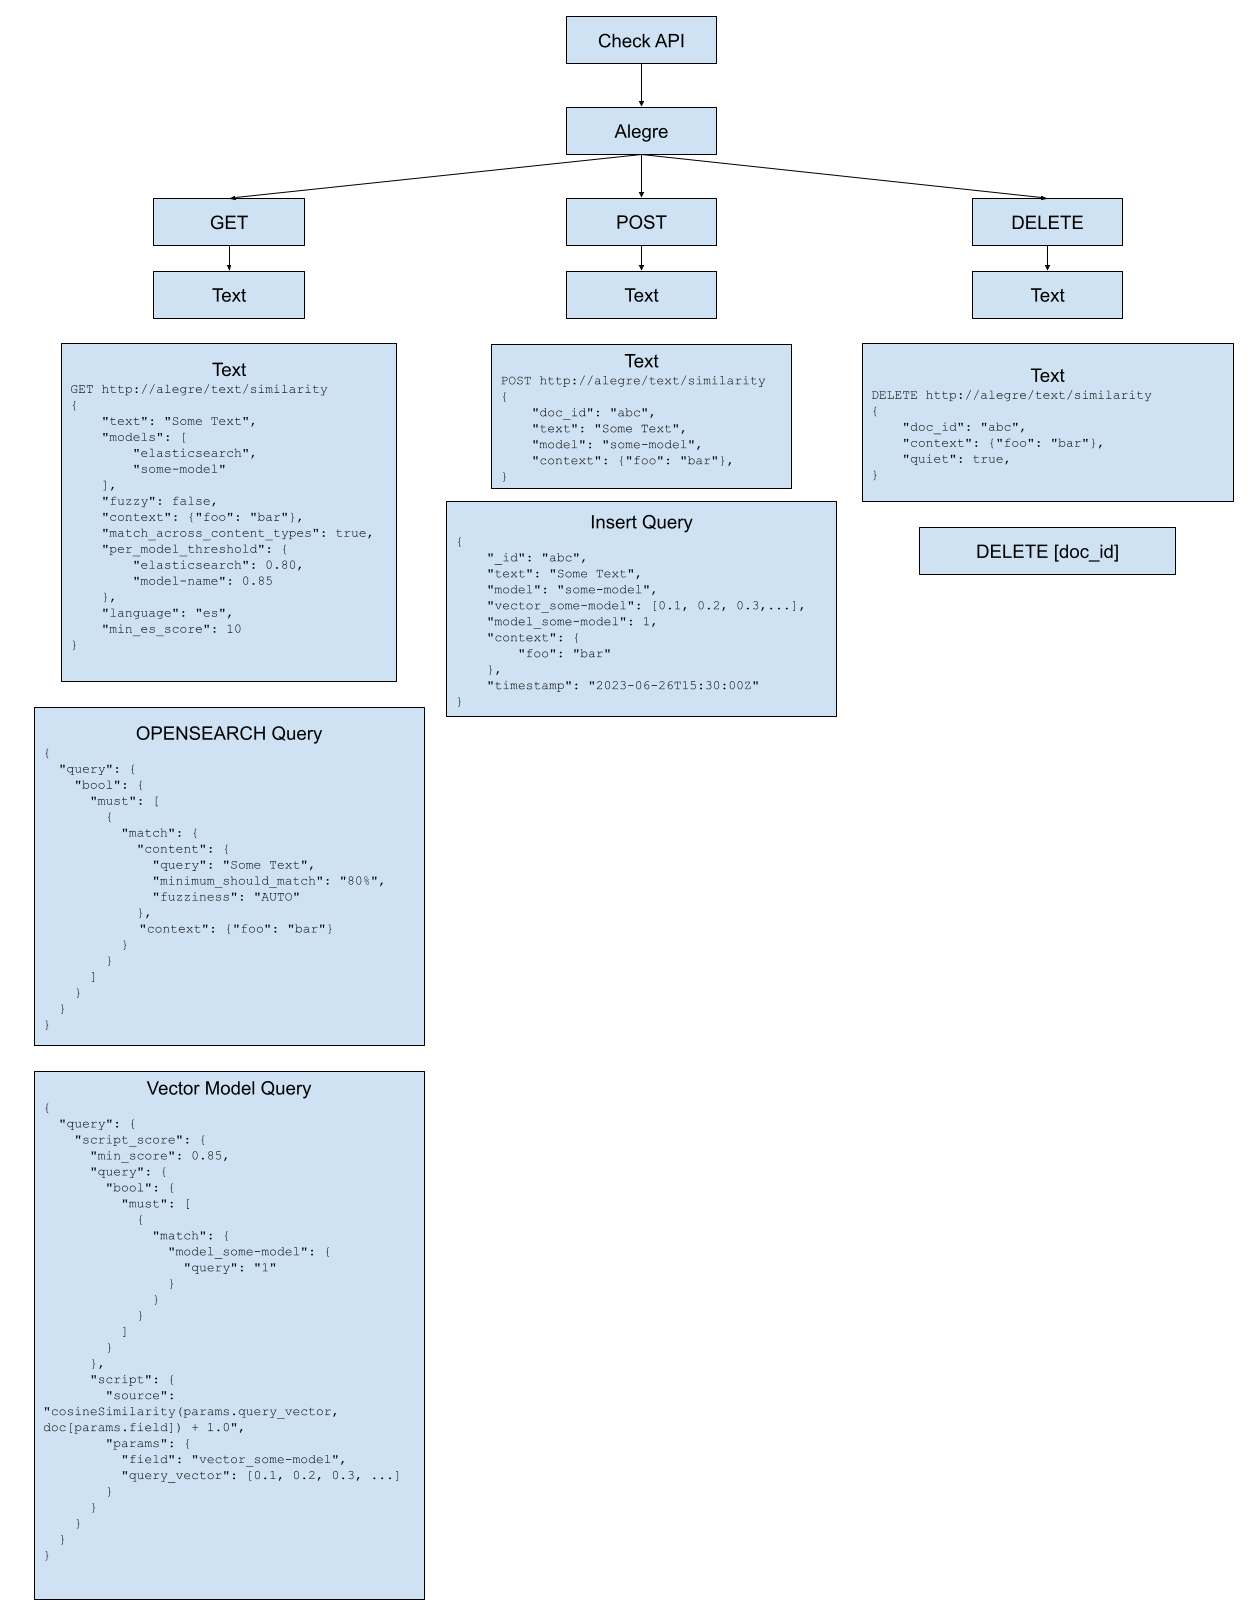 Check API
Alegre
GET
POST
DELETE
Text
Text
Text
Text
GET http://alegre/text/similarity
{
    "text": "Some Text",
    "models": [
        "elasticsearch",
        "some-model"
    ],
    "fuzzy": false,
    "context": {"foo": "bar"},
    "match_across_content_types": true,
    "per_model_threshold": {
        "elasticsearch": 0.80,
        "model-name": 0.85
    },
    "language": "es",
    "min_es_score": 10
}
OPENSEARCH Query
{
  "query": {
    "bool": {
      "must": [
        {
          "match": {
            "content": {
              "query": "Some Text",
              "minimum_should_match": "80%",
              "fuzziness": "AUTO"
            },
            "context": {"foo": "bar"}
          }
        }
      ]
    }
  }
}
Vector Model Query
{
  "query": {
    "script_score": {
      "min_score": 0.85,
      "query": {
        "bool": {
          "must": [
            {
              "match": {
                "model_some-model": {
                  "query": "1"
                }
              }
            }
          ]
        }
      },
      "script": {
        "source":
"cosineSimilarity(params.query_vector,
doc[params.field]) + 1.0",
        "params": {
          "field": "vector_some-model",
          "query_vector": [0.1, 0.2, 0.3, ...]
        }
      }
    }
  }
}
Text
POST http://alegre/text/similarity
{
    "doc_id": "abc",
    "text": "Some Text",
    "model": "some-model",
    "context": {"foo": "bar"},
}
Insert Query
{
    "_id": "abc",
    "text": "Some Text",
    "model": "some-model",
    "vector_some-model": [0.1, 0.2, 0.3,...],
    "model_some-model": 1,
    "context": {
        "foo": "bar"
    },
    "timestamp": "2023-06-26T15:30:00Z"
}
Text
DELETE http://alegre/text/similarity
{
    "doc_id": "abc",
    "context": {"foo": "bar"},
    "quiet": true,
}
DELETE [doc_id]